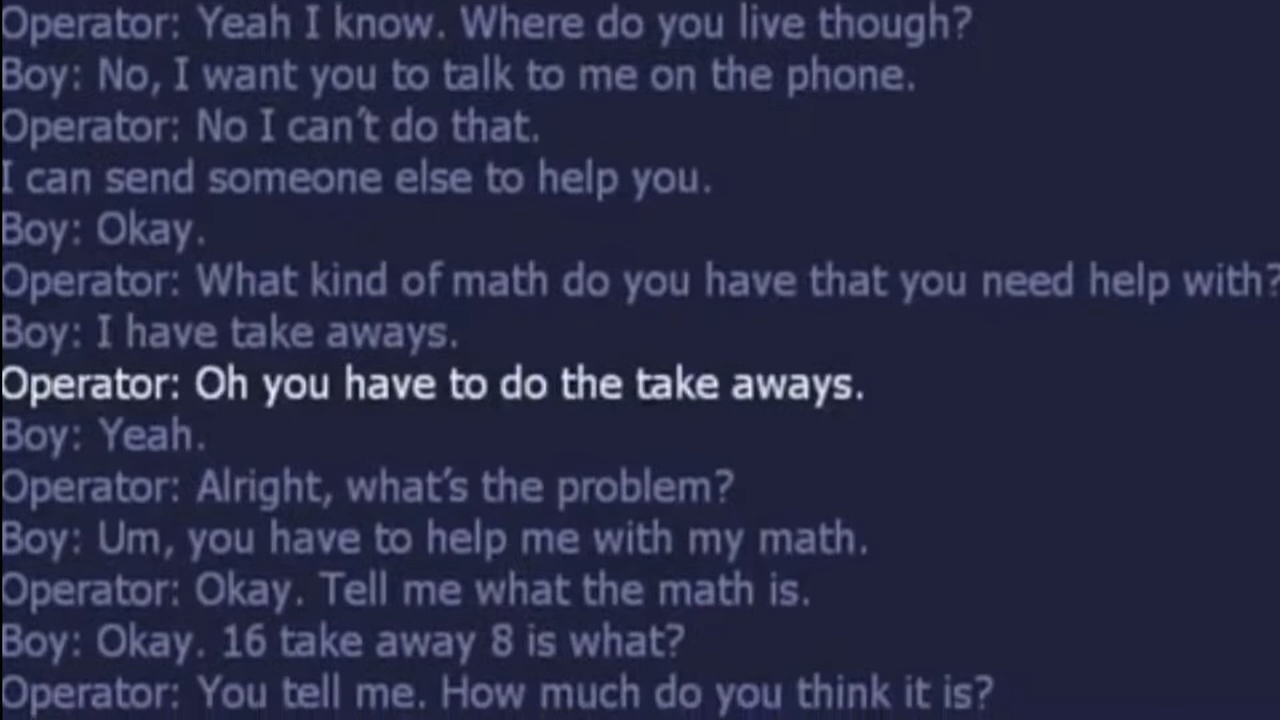 Operator: Yeah I know. Where do you live though?
Boy: No, I want you to talk to me on the phone.
Operator: No I can't do that.
I can send someone else to help you.
Boy: Okay.
Operator: What kind of math do you have that you need help with?
Boy: I have take aways.
Operator: Oh you have to do the take aways.
Boy: Yeah.
Operator: Alright, what's the problem?
Boy: Um, you have to help me with my math.
Operator: Okay. Tell me what the math is.
Boy: Okay. 16 take away 8 is what?
Operator: You tell me. How much do you think it is?